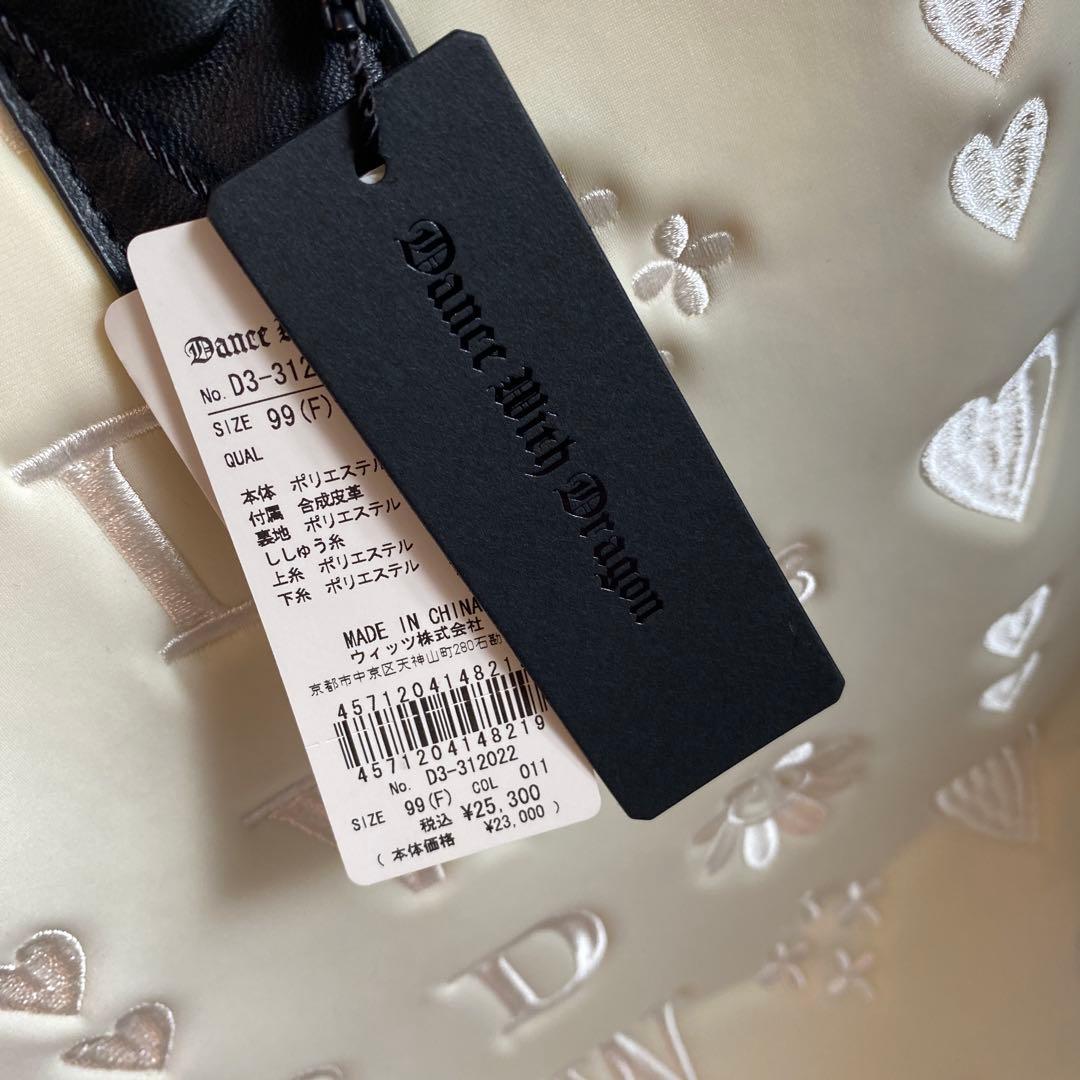 Dance With Dragon
Dance
No. D3-312
SIZE 99(F)
QUAL
本体 ポリエステル
付属 合成皮革
裏地 ポリエステル
ししゅう糸
上糸 ポリエステル
下糸 ポリエステル
MADE IN CHINA
ウィッツ株式会社
京都市中京区天神山町280石勘
457120414821
4571204148219
No. D3-312022
SIZE 99(F) COL 011
税込 ¥25,300
(本体価格 ¥23,000)
D